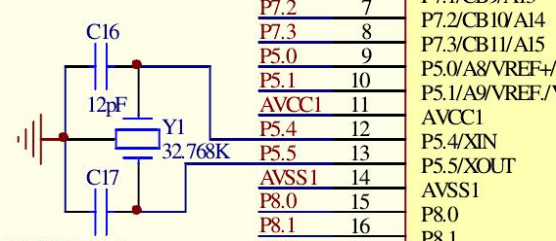 P7.2 7
P7.2/CB10/A14
P7.3 8
P7.3/CB11/A15
C16
P5.0 9
P5.0/A8/VREF+/
P5.1 10
P5.1/A9/VREF./
12pF
AVCC1 11
AVCC1
Y1
P5.4 12
P5.4/XIN
32.768K
P5.5 13
P5.5/XOUT
C17
AVSS1 14
AVSS1
P8.0 15
P8.0
P8.1 16
P8.1